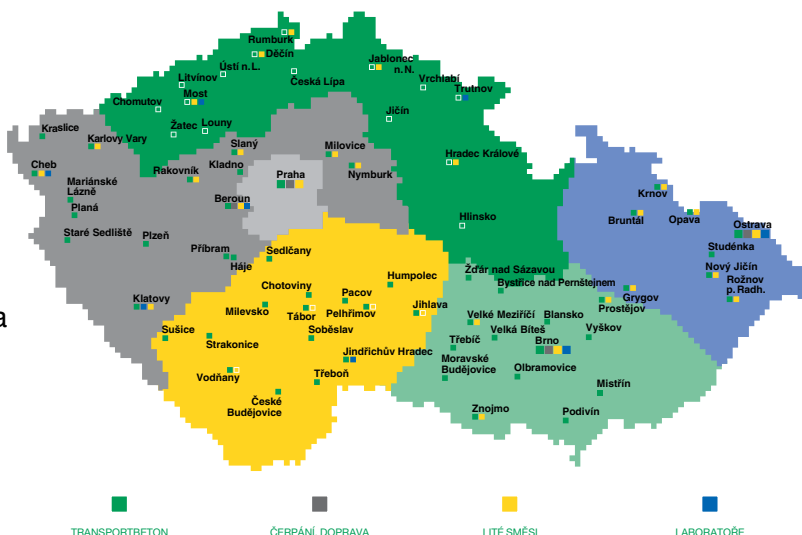 Rumburk
Děčín
Ústí n.L.
Jablonec
n. N.
Litvínov
Česká Lípa
Vrchlabí
Most
Trutnov
Chomutov
Jičín
Žatec
Louny
Kraslice
Karlovy Vary
Slaný
Milovice
Hradec Králové
Cheb
Rakovník
Kladno
Nymburk
Praha
Mariánské
Lázně
Krnov
Planá
Beroun
Bruntál
Opava
Ostrava
Hlinsko
Staré Sedliště
Plzeň
Příbram
Háje
Sedlčany
Studénka
Žďár nad Sázavou
Nový Jičín
Rožnov
p. Radh.
Humpolec
Bystřice nad Pernštejnem
Chotoviny
Pacov
Grygov
Klatovy
Milevsko
Tábor
Pelhřimov
Jihlava
Prostějov
a
Velké Meziříčí
Blansko
Sušice
Strakonice
Soběslav
Velká Bíteš
Vyškov
Třebíč
Brno
Jindřichův Hradec
Moravské
Budějovice
Vodňany
Třeboň
Olbramovice
Mistřín
České
Budějovice
Znojmo
Podivín
TRANSPORTBETON
ČERPÁNÍ, DOPRAVA
LITÉ SMĚSI
LABORATOŘE